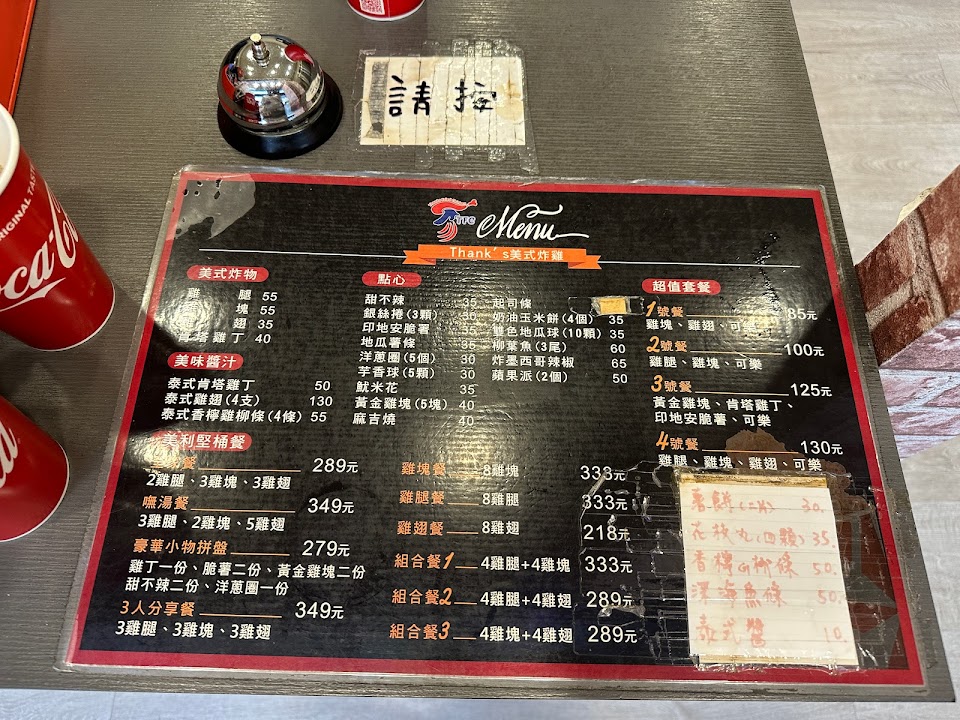 請按
ORIGINAL TAST
Coca-Co
Fire Menu
Thank's美式炸雞
美式炸物
雞 腿 55
塊 55
翅 35
肯塔雞丁 40
美味醬汁
泰式肯塔雞丁 50
泰式雞翅(4支) 130
泰式香檸雞柳條(4條) 55
點心
甜不辣 35
銀絲捲(3顆) 30
印地安脆薯 35
地瓜薯條 35
洋蔥圈(5個) 30
芋香球(5顆) 30
魷米花 35
黃金雞塊(5塊) 40
麻吉燒 40
起司條
奶油玉米餅(4個) 35
雙色地瓜球(10顆) 35
柳葉魚(3尾) 60
炸墨西哥辣椒 65
蘋果派(2個) 50
超值套餐
1號餐 85元
雞塊、雞翅、可樂
2號餐 100元
雞腿、雞塊、可樂
3號餐 125元
黃金雞塊、肯塔雞丁、
印地安脆薯、可樂
4號餐 130元
雞腿、雞塊、雞翅、可樂
美利堅桶餐
餐 289元
2雞腿、3雞塊、3雞翅
嘸湯餐 349元
3雞腿、2雞塊、5雞翅
豪華小物拼盤 279元
雞丁一份、脆薯二份、黃金雞塊二份
甜不辣二份、洋蔥圈一份
3人分享餐 349元
3雞腿、3雞塊、3雞翅
雞塊餐 8雞塊 333元
雞腿餐 8雞腿 333元
雞翅餐 8雞翅 218元
組合餐1 4雞腿+4雞塊 333元
組合餐2 4雞腿+4雞翅 289元
組合餐3 4雞塊+4雞翅 289元
薯餅(2片) 30.
花枝丸(四顆) 35.
香檸 柳條 50.
深海魚條 50.
泰式醬 10.